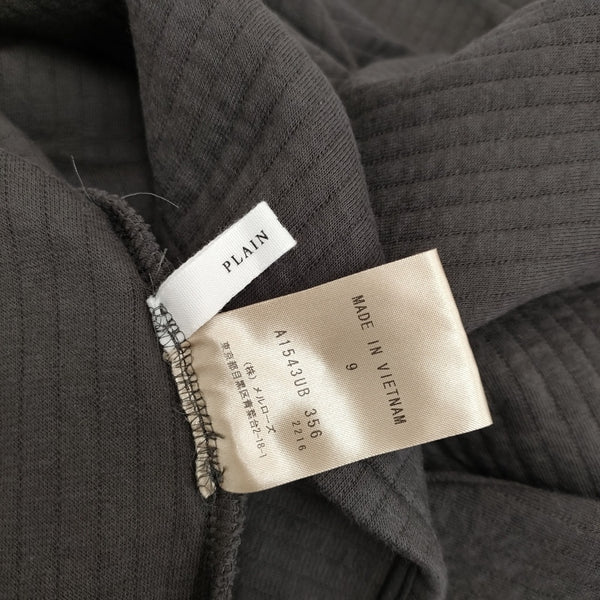 PLAIN
MADE IN VIETNAM
9
A1543UB 356
2216
(株) メルローズ
東京都目黒区青葉台2-18-1